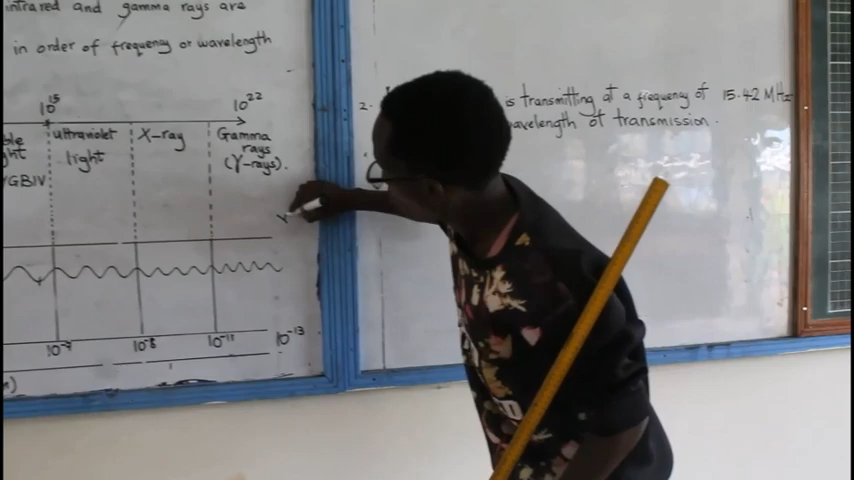 infrared and gamma rays are
in order of frequency or wavelength
10^15 10^22
ultraviolet light
X-ray
Gamma rays (γ-rays).
GBIV
10^-7 10^-8 10^-11 10^-13
2.
is transmitting at a frequency of 15.42 MHz
wavelength of transmission.